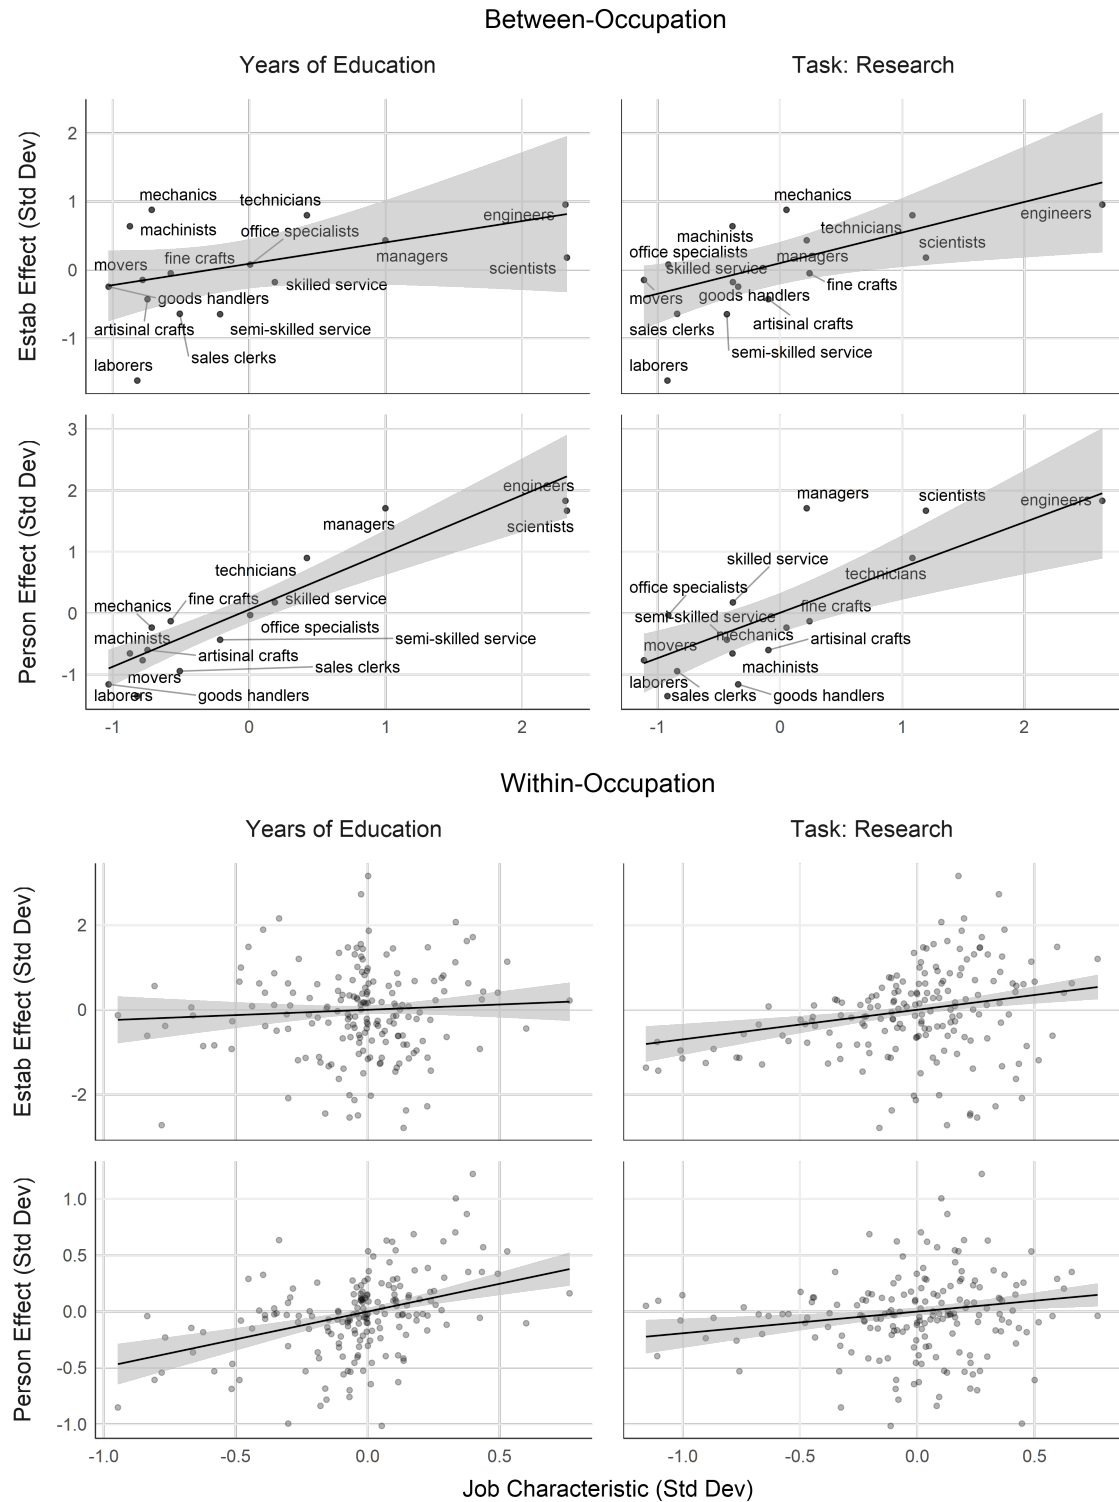 Between-Occupation
Years of Education
Task: Research
Estab Effect (Std Dev)
2
1
0
-1
mechanics
technicians
machinists
office specialists
engineers
fine crafts
movers
managers
scientists
skilled service
goods handlers
artisinal crafts
semi-skilled service
sales clerks
laborers
mechanics
technicians
engineers
machinists
office specialists
scientists
managers
skilled service
fine crafts
movers
goods handlers
artisinal crafts
sales clerks
semi-skilled service
laborers
Person Effect (Std Dev)
3
2
1
0
-1
engineers
managers
scientists
technicians
mechanics
fine crafts
skilled service
office specialists
machinists
semi-skilled service
artisinal crafts
sales clerks
movers
laborers
goods handlers
managers
scientists
engineers
skilled service
technicians
office specialists
fine crafts
semi-skilled service
mechanics
artisinal crafts
movers
machinists
laborers
sales clerks
goods handlers
-1 0 1 2
-1 0 1 2
Within-Occupation
Years of Education
Task: Research
Estab Effect (Std Dev)
2
0
-2
Person Effect (Std Dev)
1.0
0.5
0.0
-0.5
-1.0
-1.0 -0.5 0.0 0.5
-1.0 -0.5 0.0 0.5
Job Characteristic (Std Dev)